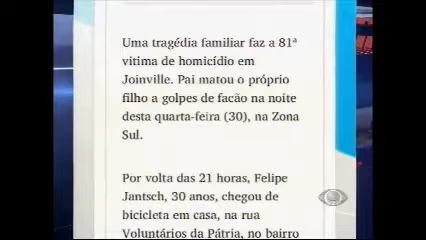 Uma tragédia familiar faz a 81ª
vitima de homicídio em
Joinville. Pai matou o próprio
filho a golpes de facão na noite
desta quarta-feira (30), na Zona
Sul.
Por volta das 21 horas, Felipe
Jantsch, 30 anos, chegou de
bicicleta em casa, na rua
Voluntários da Pátria, no bairro